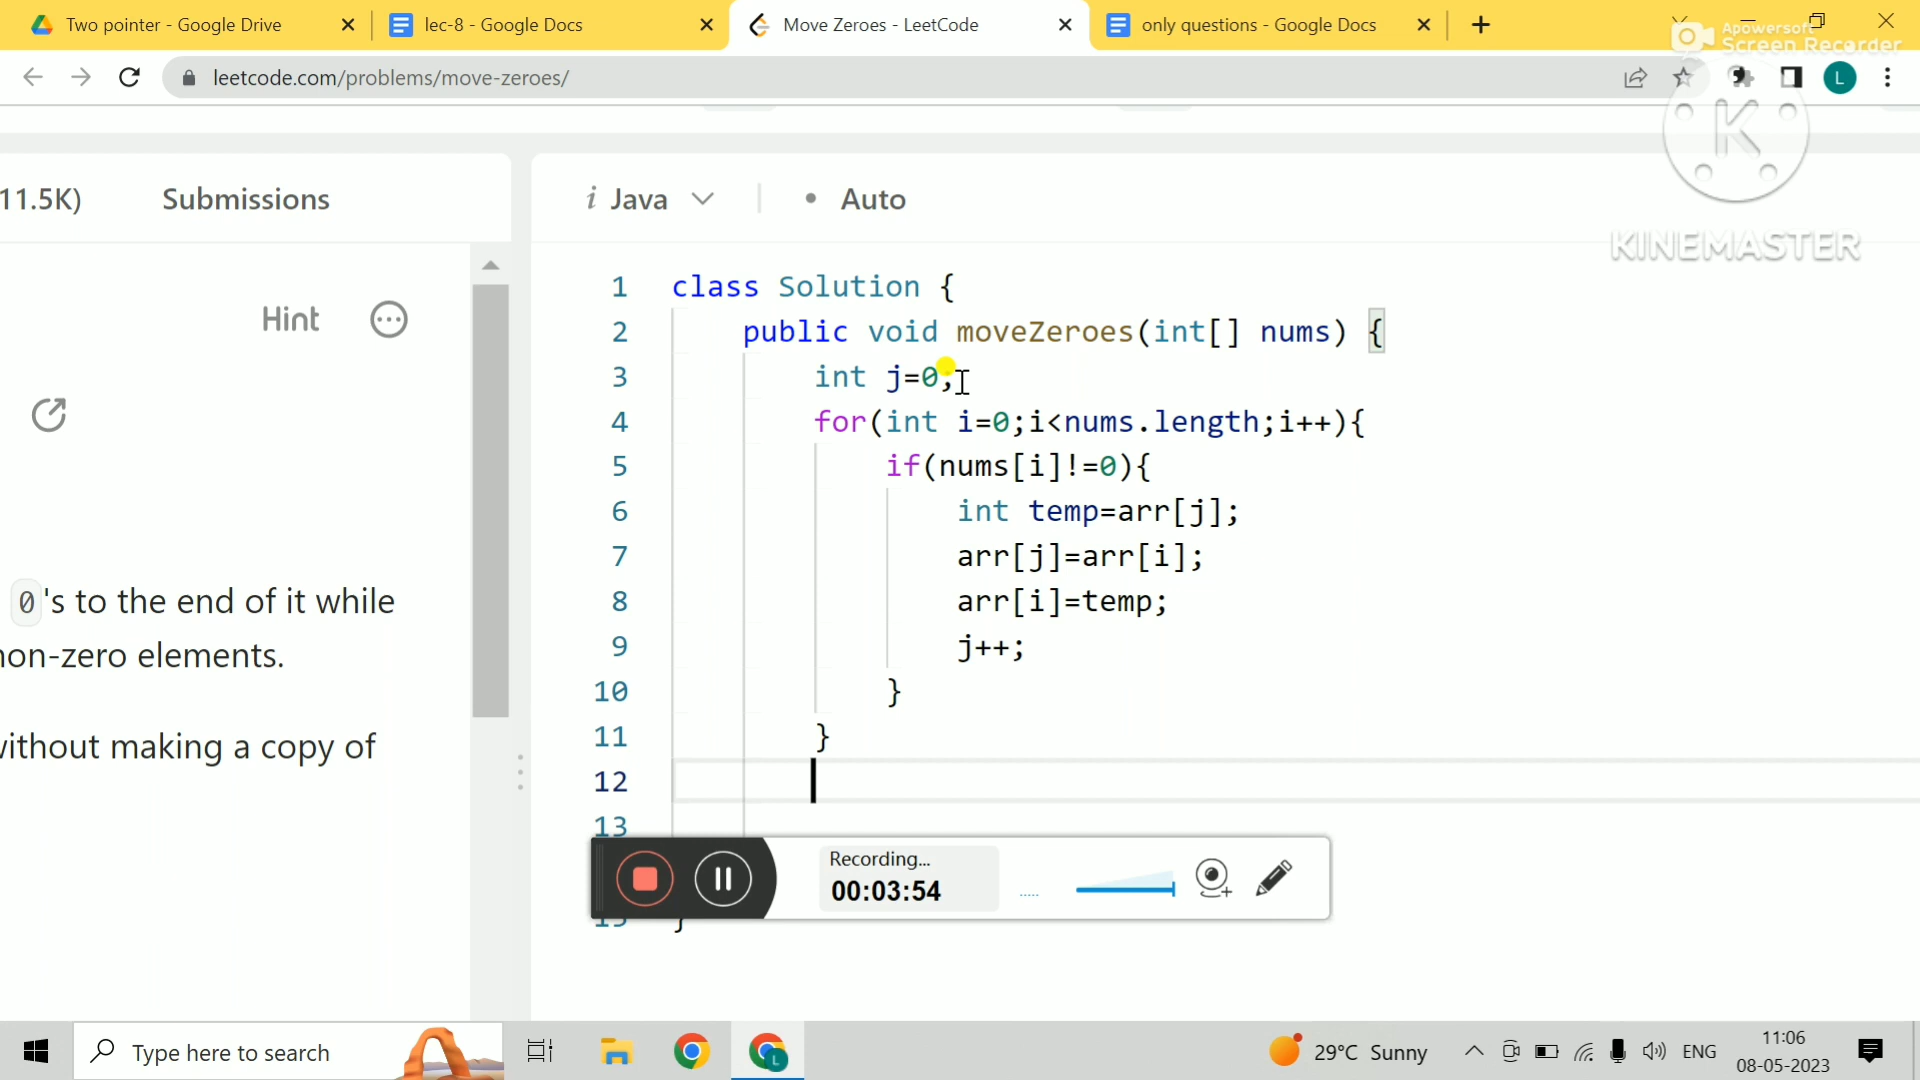 Two pointer - Google Drive
lec-8 - Google Docs
Move Zeroes - LeetCode
only questions - Google Docs
Apowersoft
Screen Recorder
leetcode.com/problems/move-zeroes/
L
K
KINEMASTER
11.5K)
Submissions
i Java
• Auto
Hint
0's to the end of it while
non-zero elements.
without making a copy of
1 class Solution {
2 public void moveZeroes(int[] nums) {
3 int j=0;
4 for(int i=0;i<nums.length;i++){
5 if(nums[i]!=0){
6 int temp=arr[j];
7 arr[j]=arr[i];
8 arr[i]=temp;
9 j++;
10 }
11 }
12
13
15 }
Recording...
00:03:54
Type here to search
L
29°C Sunny
ENG
11:06
08-05-2023